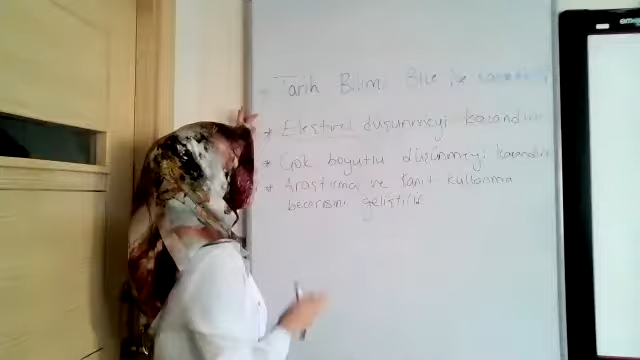 Tarih Bilimi Bize ne
* Eleştirel düşünmeyi kazandırır
* Çok boyutlu düşünmeyi kazandırır
* Araştırma ve Kanıt kullanma
becerisini geliştirir